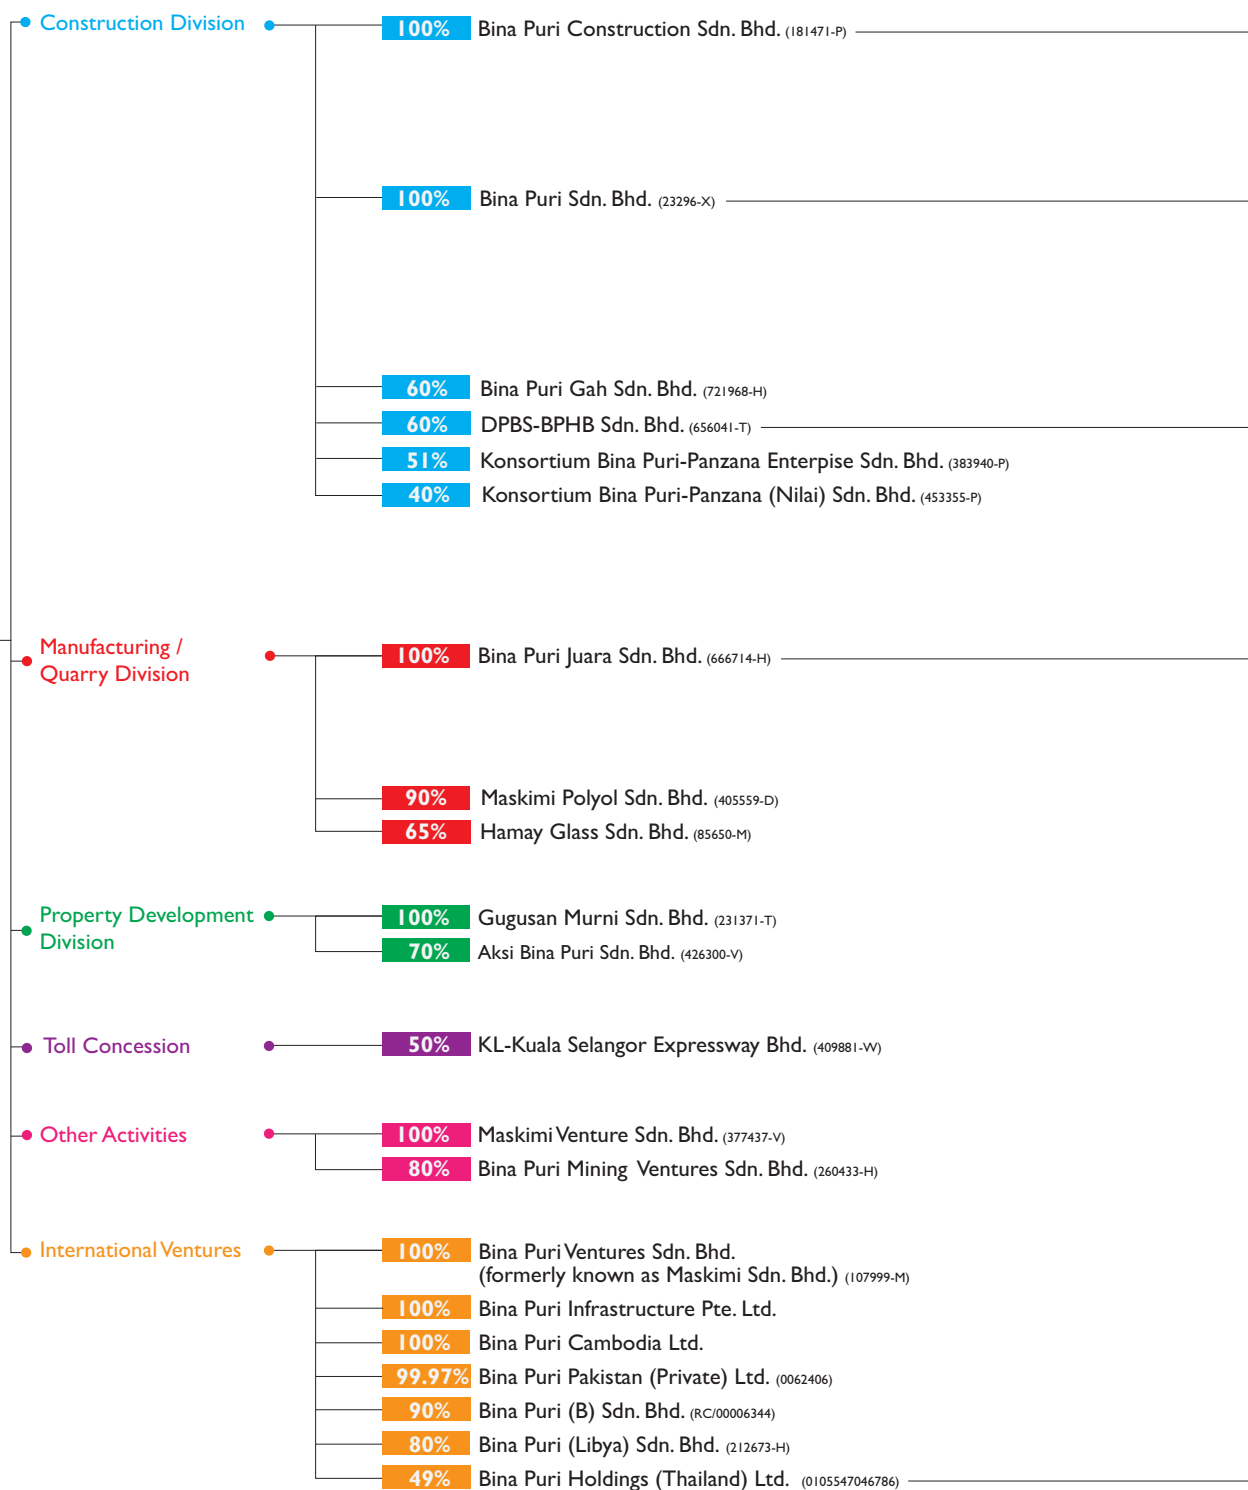 Construction Division
100% Bina Puri Construction Sdn. Bhd. (181471-P)
100% Bina Puri Sdn. Bhd. (23296-X)
60% Bina Puri Gah Sdn. Bhd. (721968-H)
60% DPBS-BPHB Sdn. Bhd. (656041-T)
51% Konsortium Bina Puri-Panzana Enterpise Sdn. Bhd. (383940-P)
40% Konsortium Bina Puri-Panzana (Nilai) Sdn. Bhd. (453355-P)
Manufacturing /
Quarry Division
100% Bina Puri Juara Sdn. Bhd. (666714-H)
90% Maskimi Polyol Sdn. Bhd. (405559-D)
65% Hamay Glass Sdn. Bhd. (85650-M)
Property Development
Division
100% Gugusan Murni Sdn. Bhd. (231371-T)
70% Aksi Bina Puri Sdn. Bhd. (426300-V)
Toll Concession
50% KL-Kuala Selangor Expressway Bhd. (409881-W)
Other Activities
100% Maskimi Venture Sdn. Bhd. (377437-V)
80% Bina Puri Mining Ventures Sdn. Bhd. (260433-H)
International Ventures
100% Bina Puri Ventures Sdn. Bhd.
(formerly known as Maskimi Sdn. Bhd.) (107999-M)
100% Bina Puri Infrastructure Pte. Ltd.
100% Bina Puri Cambodia Ltd.
99.97% Bina Puri Pakistan (Private) Ltd. (0062406)
90% Bina Puri (B) Sdn. Bhd. (RC/00006344)
80% Bina Puri (Libya) Sdn. Bhd. (212673-H)
49% Bina Puri Holdings (Thailand) Ltd. (0105547046786)